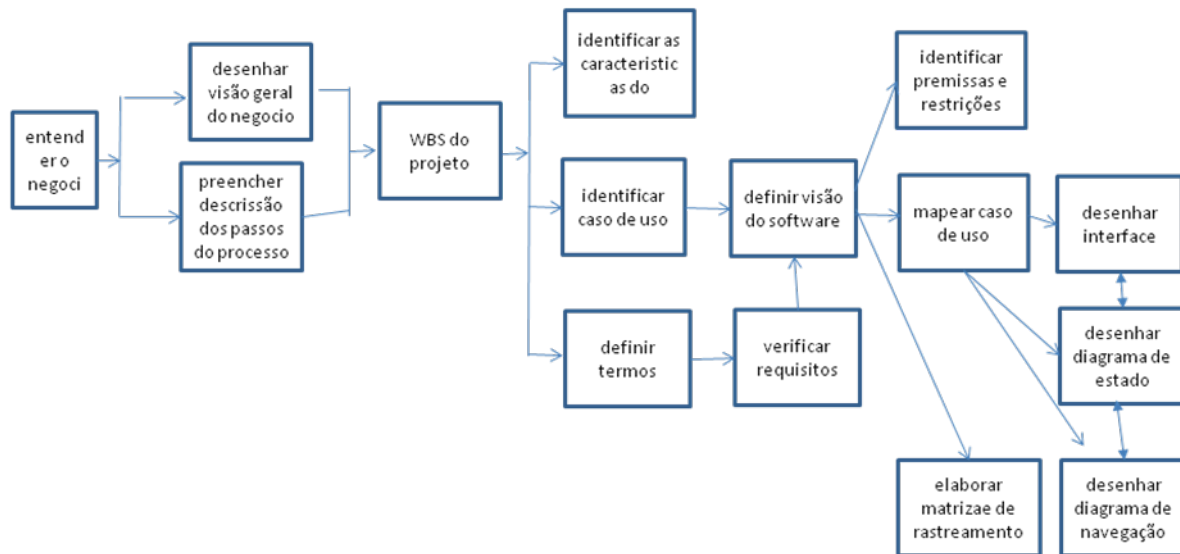 entend
er o
negoci
desenhar
visão geral
do negocio
preencher
descrissão
dos passos
do processo
WBS do
projeto
identificar as
caracteristic
as do
identificar
caso de uso
definir
termos
verificar
requisitos
definir visão
do software
identificar
premissas e
restrições
mapear caso
de uso
desenhar
interface
desenhar
diagrama de
estado
elaborar
matrizae de
rastreamento
desenhar
diagrama de
navegação